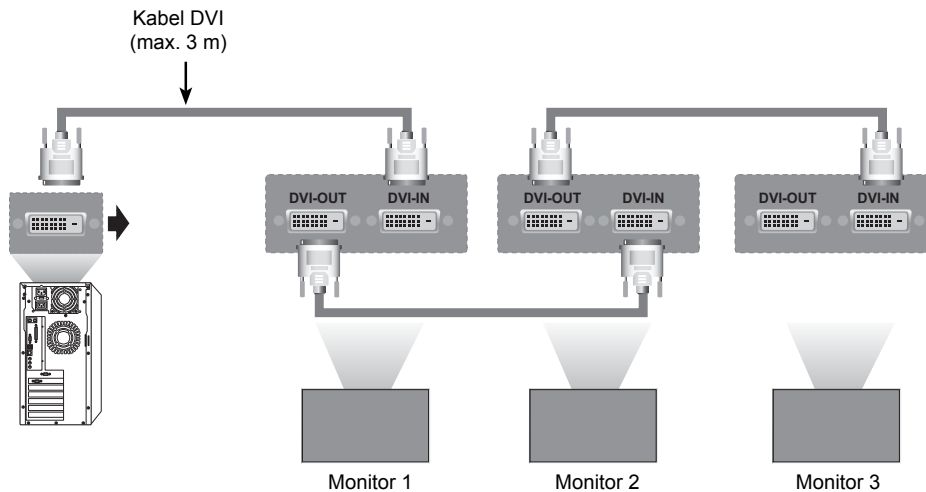 Kabel DVI
(max. 3 m)
DVI-OUT DVI-IN
DVI-OUT DVI-IN
DVI-OUT DVI-IN
Monitor 1
Monitor 2
Monitor 3